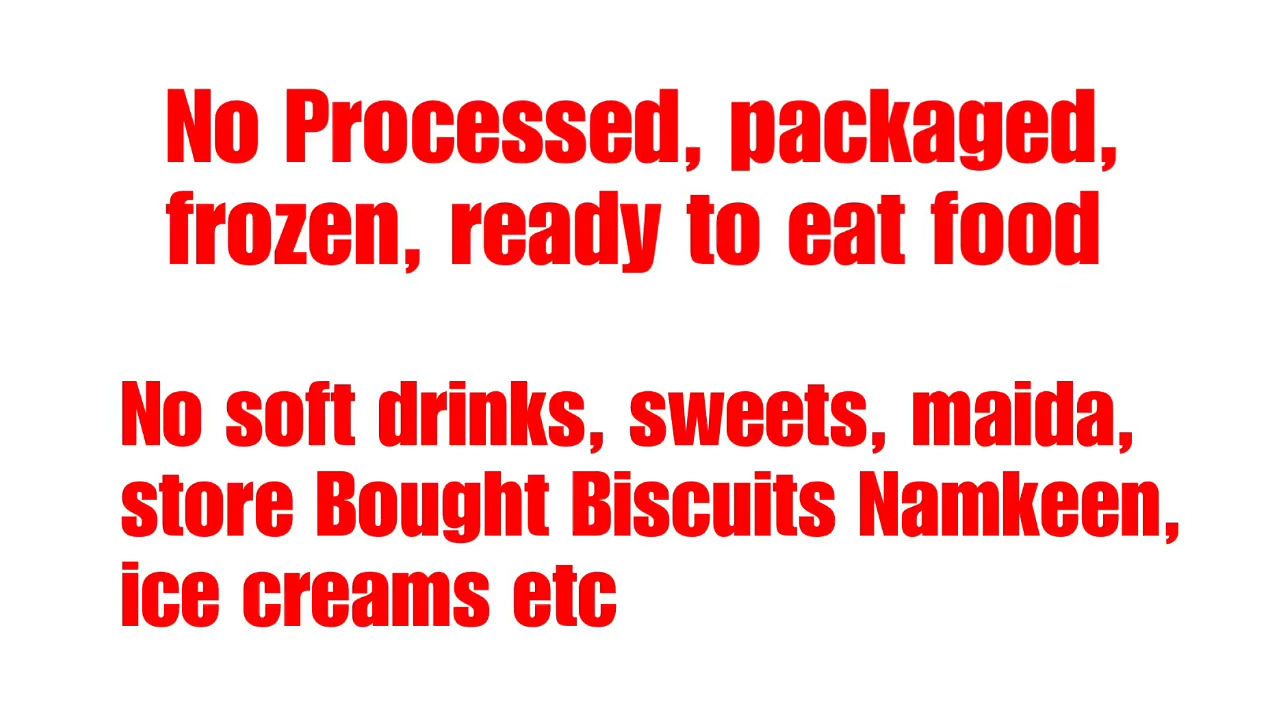 No Processed, packaged,
frozen, ready to eat food
No soft drinks, sweets, maida,
store Bought Biscuits Namkeen,
ice creams etc